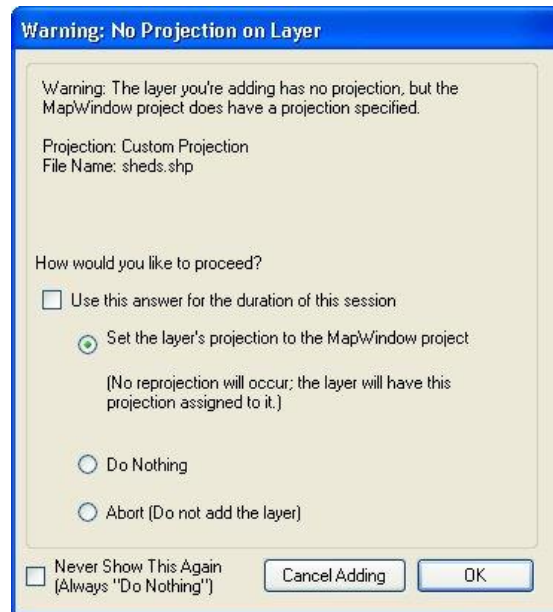 Warning: No Projection on Layer
Warning: The layer you're adding has no projection, but the
MapWindow project does have a projection specified.
Projection: Custom Projection
File Name: sheds.shp
How would you like to proceed?
Use this answer for the duration of this session
Set the layer's projection to the MapWindow project
(No reprojection will occur; the layer will have this
projection assigned to it.)
Do Nothing
Abort (Do not add the layer)
Never Show This Again
(Always "Do Nothing")
Cancel Adding
OK